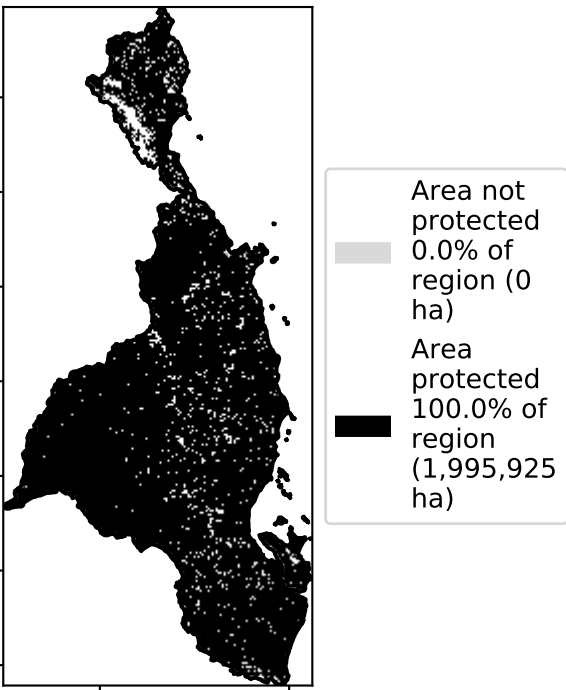 Area not
protected
0.0% of
region (0
ha)
Area
protected
100.0% of
region
(1,995,925
ha)